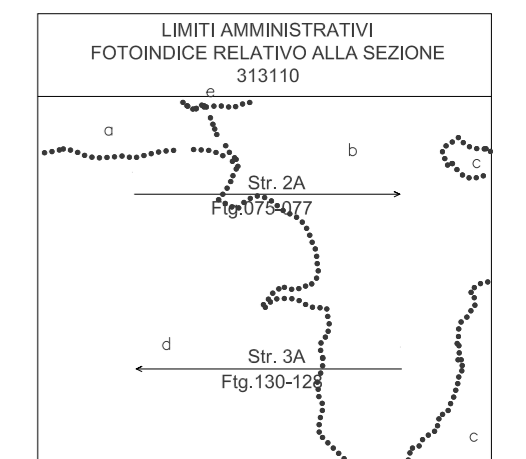 LIMITI AMMINISTRATIVI
FOTOINDICE RELATIVO ALLA SEZIONE
313110
e
a
b
c
Str. 2A
Ftg.075-077
d
Str. 3A
Ftg.130-128
c